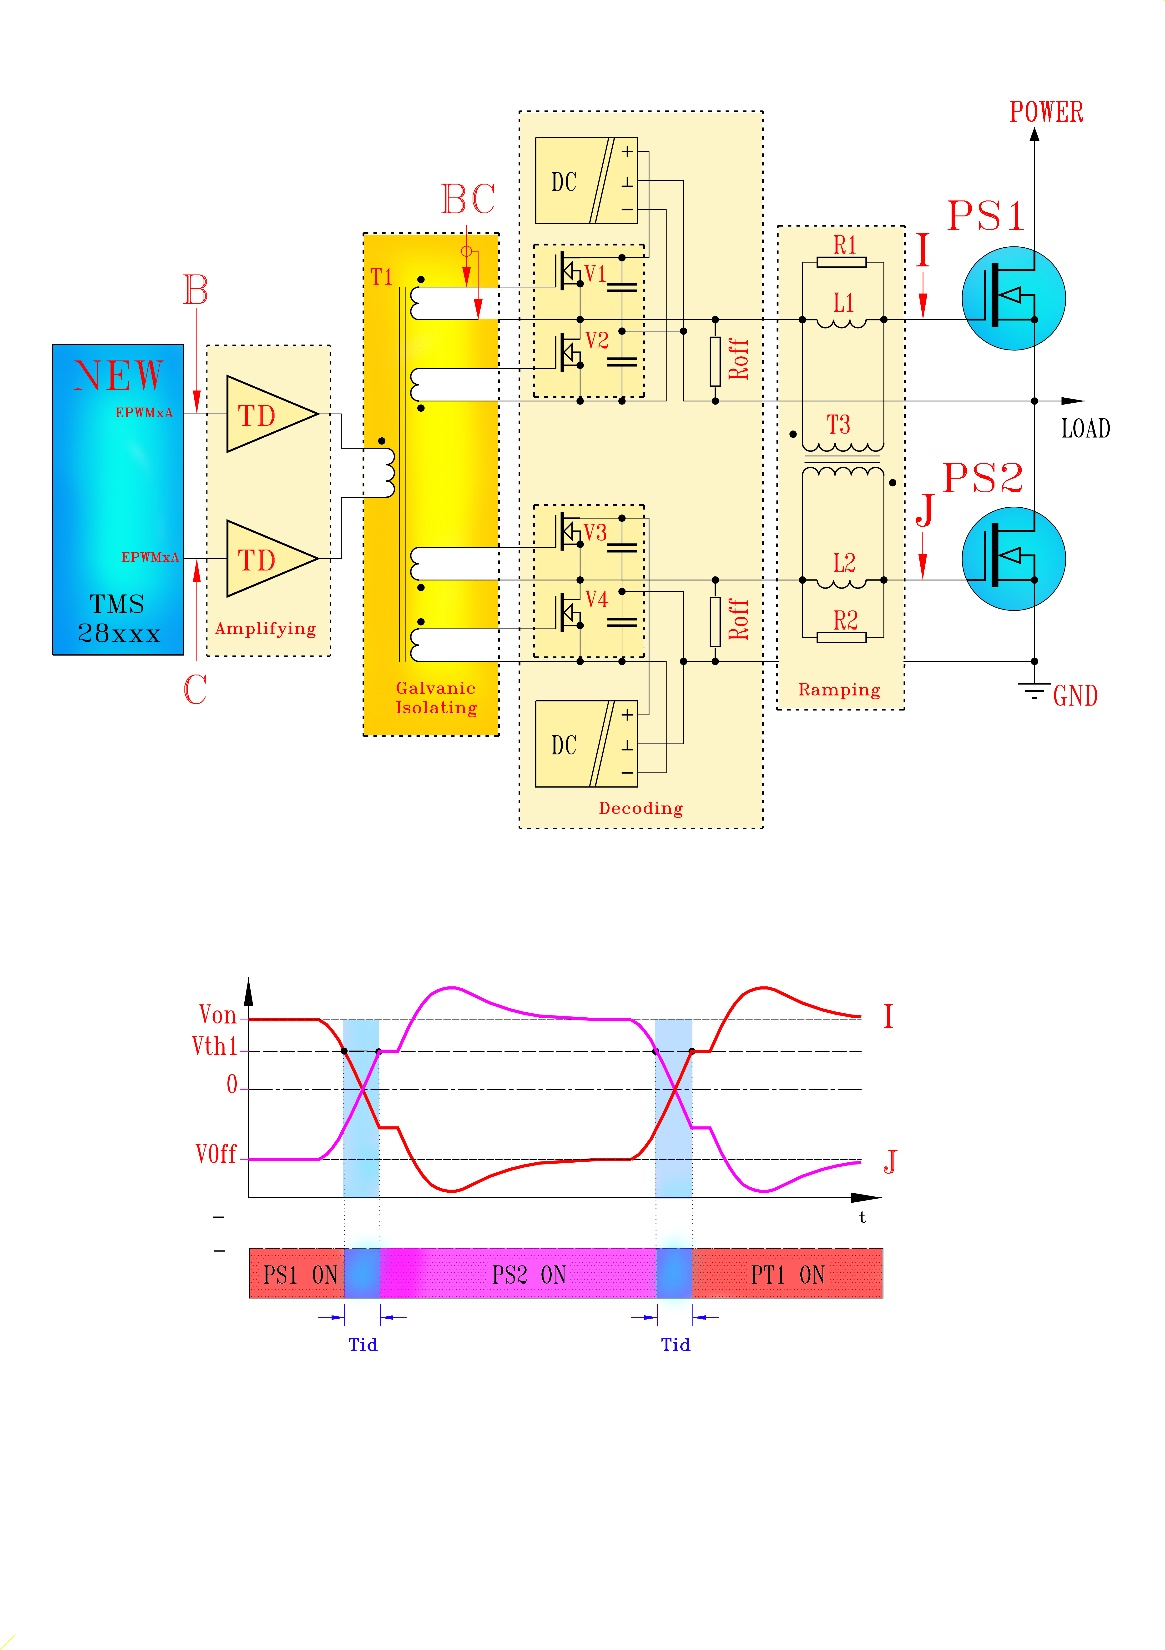 POWER
PS1
BC
I
DC
+
⊥
−
R1
T1
V1
B
L1
V2
Roff
NEW
EPWMxA
TD
LOAD
T3
PS2
J
V3
EPWMxA
TD
L2
TMS
28xxx
V4
Roff
R2
Amplifying
C
Galvanic
Isolating
Ramping
GND
DC
+
⊥
−
Decoding
Von
I
Vth1
0
VOff
J
t
PS1 ON
PS2 ON
PT1 ON
Tid
Tid